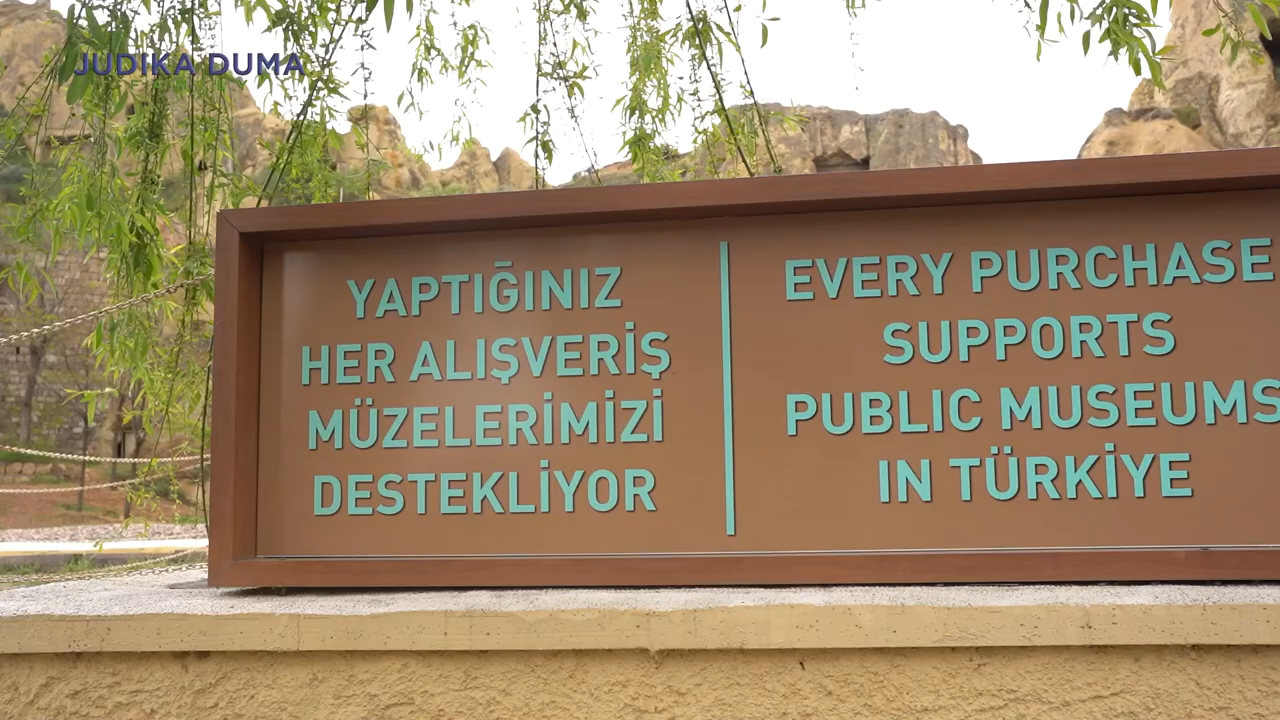 JUDIKA DUMA
YAPTIĞINIZ
HER ALIŞVERİŞ
MÜZELERİMİZİ
DESTEKLİYOR
EVERY PURCHASE
SUPPORTS
PUBLIC MUSEUMS
IN TÜRKİYE